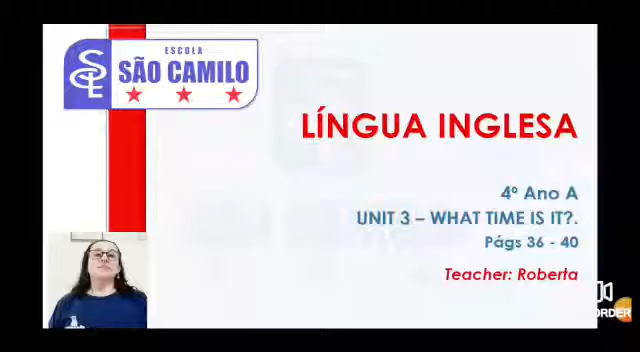 ESCOLA
SÃO CAMILO
LÍNGUA INGLESA
4º Ano A
UNIT 3 – WHAT TIME IS IT?.
Págs 36 - 40
Teacher: Roberta